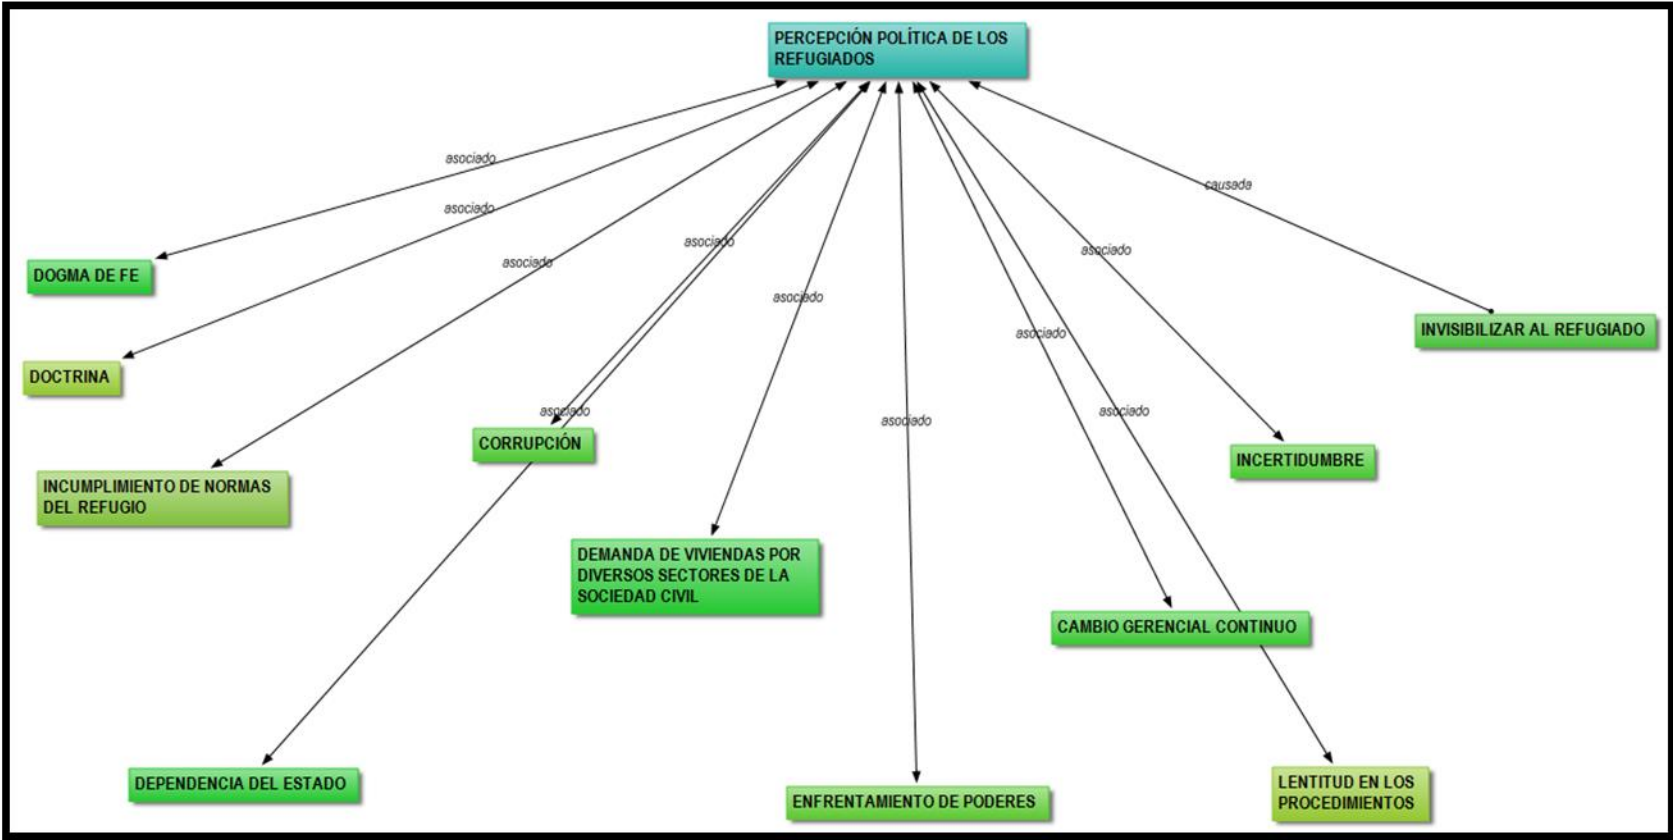 PERCEPCIÓN POLÍTICA DE LOS
REFUGIADOS
asociado
causada
asociado
asociado
asociado
asociado
DOGMA DE FE
asociado
INVISIBILIZAR AL REFUGIADO
asociado
DOCTRINA
asociado
asociado
asociado
CORRUPCIÓN
INCERTIDUMBRE
INCUMPLIMIENTO DE NORMAS
DEL REFUGIO
DEMANDA DE VIVIENDAS POR
DIVERSOS SECTORES DE LA
SOCIEDAD CIVIL
CAMBIO GERENCIAL CONTINUO
DEPENDENCIA DEL ESTADO
ENFRENTAMIENTO DE PODERES
LENTITUD EN LOS
PROCEDIMIENTOS